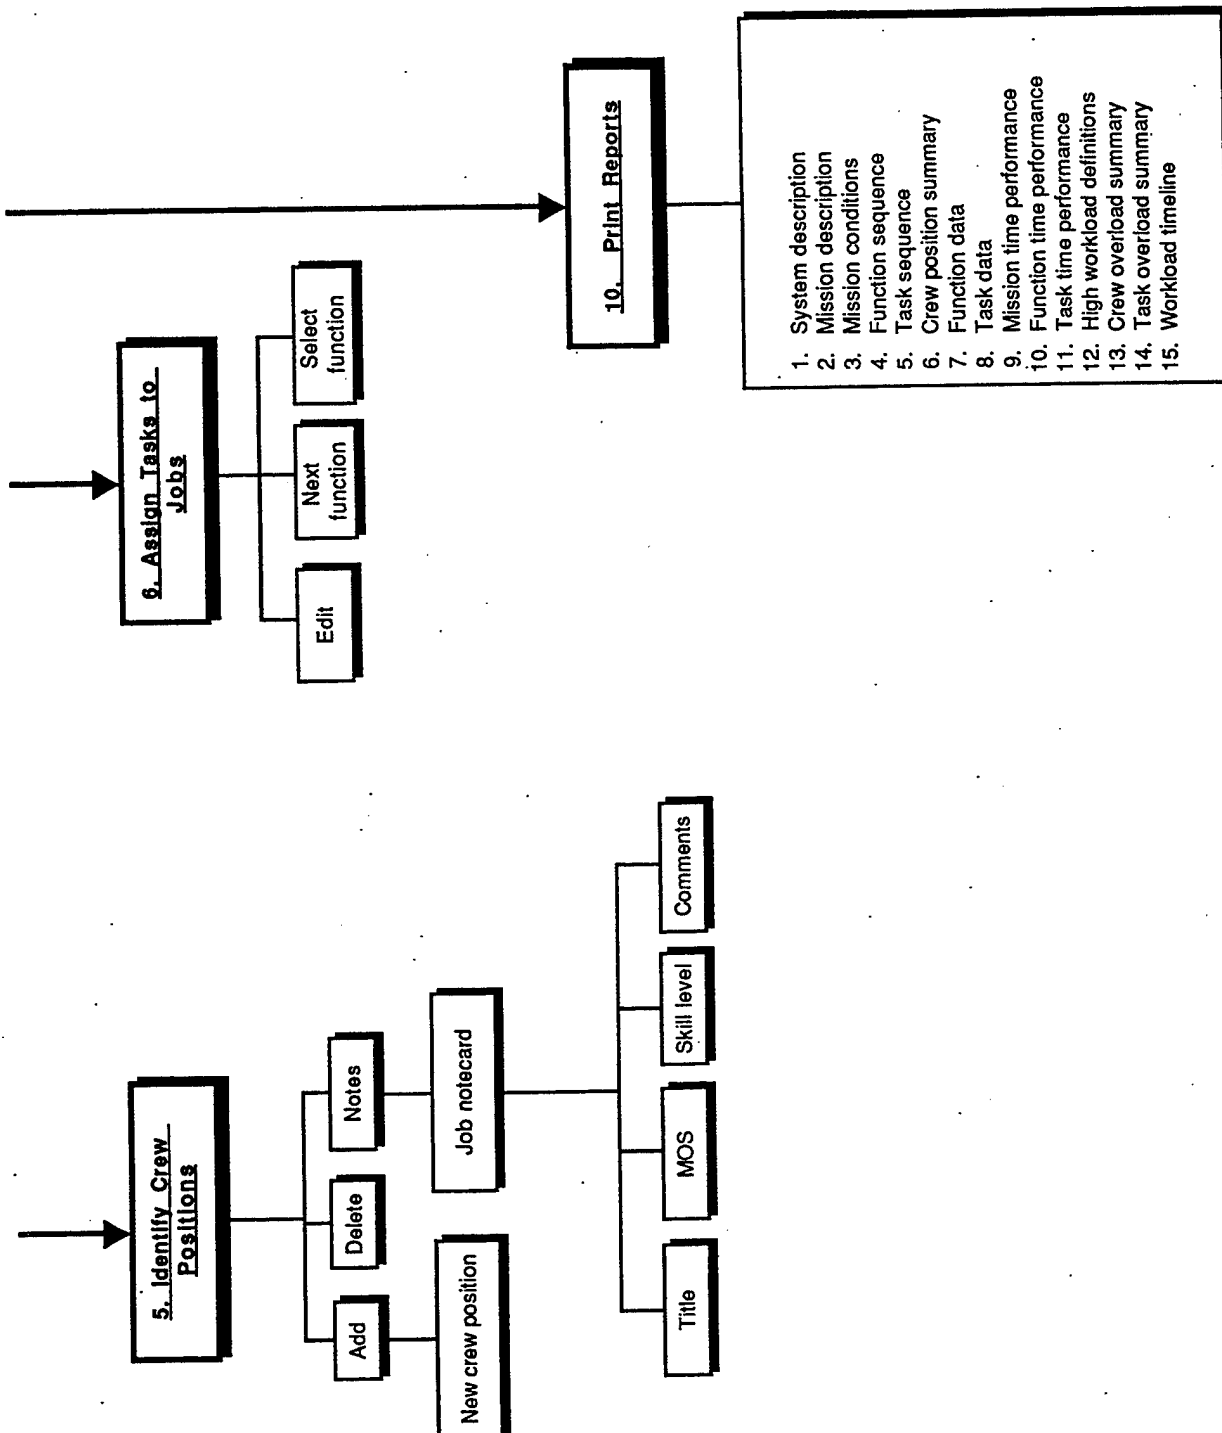 5. Identify Crew
Positions
Add
Delete
Notes
New crew position
Job notecard
Title
MOS
Skill level
Comments
6. Assign Tasks to
Jobs
Edit
Next
function
Select
function
10. Print Reports
1. System description
2. Mission description
3. Mission conditions
4. Function sequence
5. Task sequence
6. Crew position summary
7. Function data
8. Task data
9. Mission time performance
10. Function time performance
11. Task time performance
12. High workload definitions
13. Crew overload summary
14. Task overload summary
15. Workload timeline